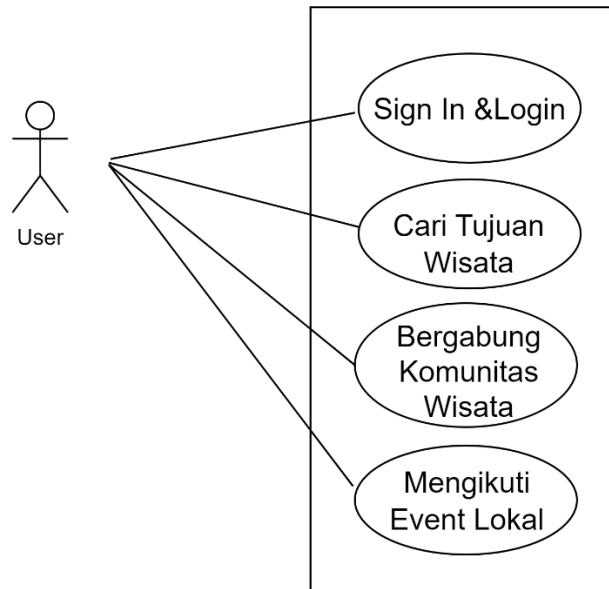 Sign In &Login
User
Cari Tujuan
Wisata
Bergabung
Komunitas
Wisata
Mengikuti
Event Lokal